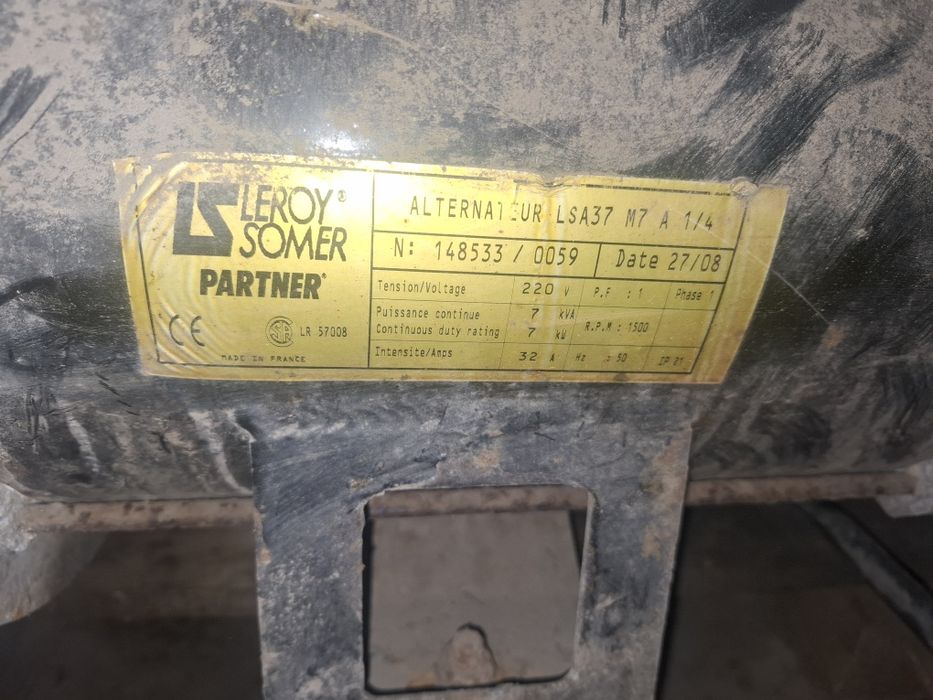 LEROY®
SOMER
PARTNER®
CE
LR 57008
MADE IN FRANCE
ALTERNATEUR LSA37 M7 A 1/4
N: 148533 / 0059 Date 27/08
Tension/Voltage 220 V P.F. : 1 Phase 1
Puissance continue 7 kVA
Continuous duty rating 7 kW R.P.M : 1500
Intensite/Amps 32 A Hz : 50 IP 21